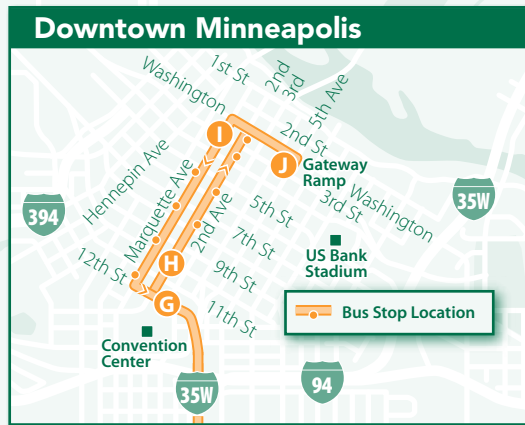 Downtown Minneapolis
1st St
2nd
3rd
5th Ave
Washington
2nd St
I
J
Gateway
Ramp
Hennepin Ave
Marquette Ave
2nd Ave
Washington
3rd St
35W
394
5th St
7th St
9th St
11th St
12th St
US Bank
Stadium
H
G
Bus Stop Location
Convention
Center
35W
94